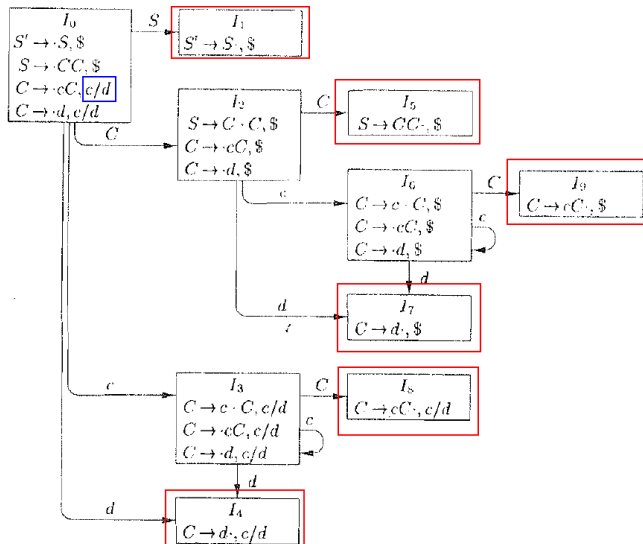 I₀
S' → ·S, $
S → ·CC, $
C → ·cC, c/d
C → ·d, c/d
S
I₁
S' → S·, $
C
I₂
S → C · C, $
C → ·cC, $
C → ·d, $
C
I₅
S → CC·, $
c
I₆
C → c · C, $
C → ·cC, $
C → ·d, $
C
I₉
C → cC·, $
c
d
d
I₇
C → d·, $
c
I₃
C → c · C, c/d
C → ·cC, c/d
C → ·d, c/d
C
I₈
C → cC·, c/d
c
d
d
I₄
C → d·, c/d